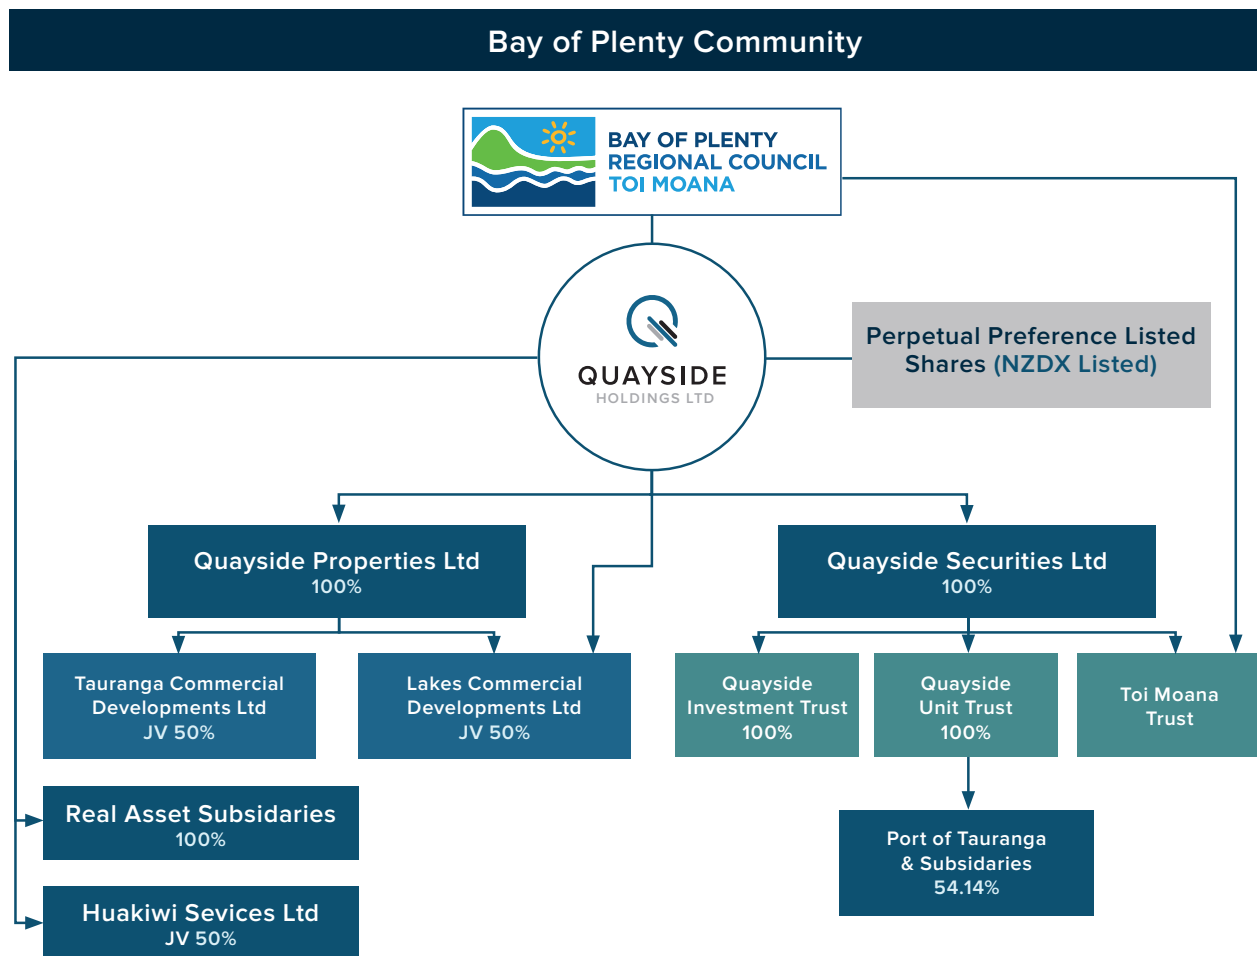 Bay of Plenty Community
BAY OF PLENTY
REGIONAL COUNCIL
TOI MOANA
QUAYSIDE
HOLDINGS LTD
Perpetual Preference Listed
Shares (NZDX Listed)
Quayside Properties Ltd
100%
Quayside Securities Ltd
100%
Tauranga Commercial
Developments Ltd
JV 50%
Lakes Commercial
Developments Ltd
JV 50%
Quayside
Investment Trust
100%
Quayside
Unit Trust
100%
Toi Moana
Trust
Real Asset Subsidaries
100%
Port of Tauranga
& Subsidaries
54.14%
Huakiwi Sevices Ltd
JV 50%